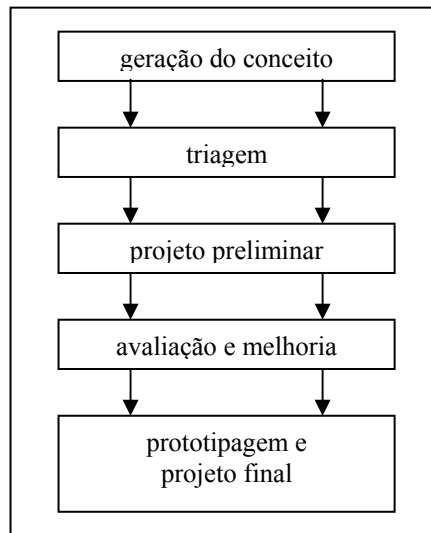 geração do conceito
triagem
projeto preliminar
avaliação e melhoria
prototipagem e
projeto final